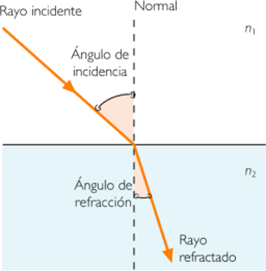 Normal
Rayo incidente
n1
Ángulo de
incidencia
n2
Ángulo de
refracción
Rayo
refractado